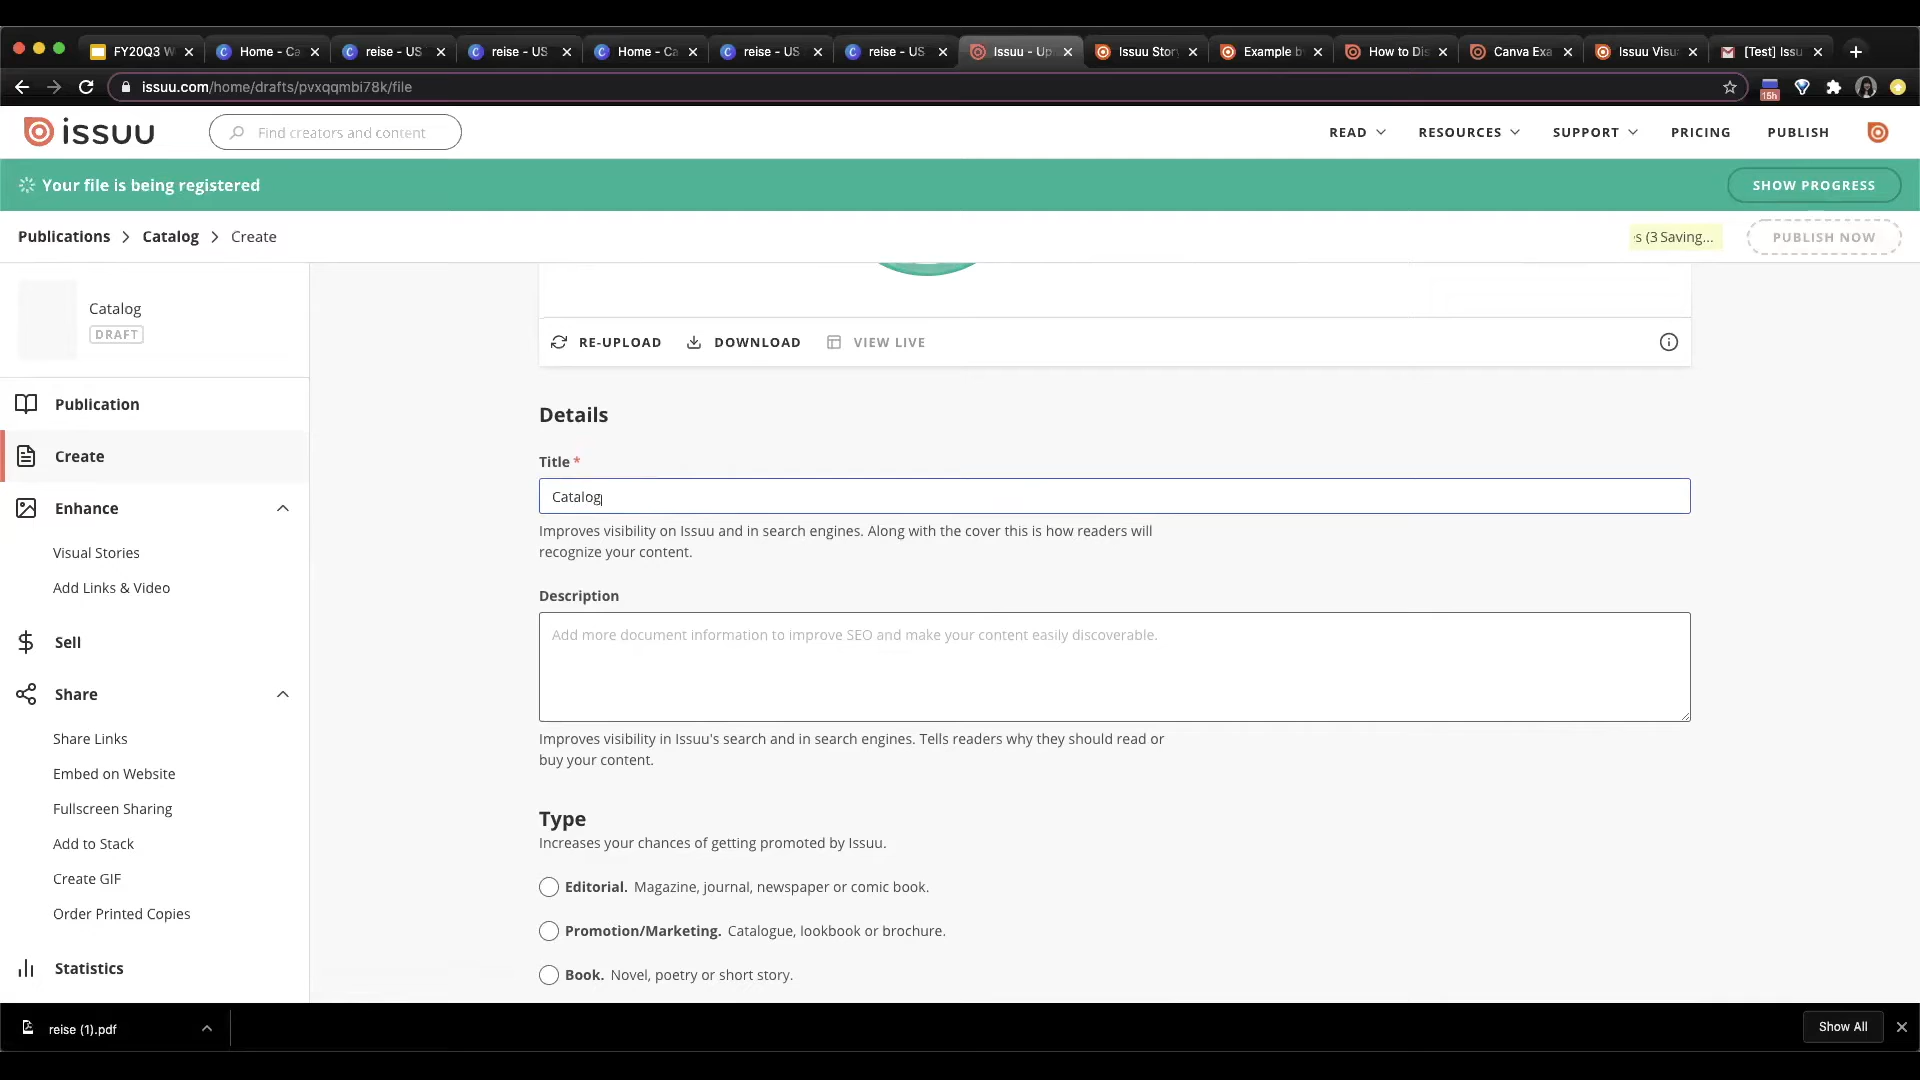 FY20Q3 W
Home - Ca
reise - US
reise - US
Home - Ca
reise - US
reise - US
Issuu - Up
Issuu Stor
Example b
How to Dis
Canva Exa
Issuu Visu
[Test] Issu
issuu.com/home/drafts/pvxqqmbi78k/file
15h
issuu
Find creators and content
READ
RESOURCES
SUPPORT
PRICING
PUBLISH
Your file is being registered
SHOW PROGRESS
Publications > Catalog > Create
s (3 Saving...
PUBLISH NOW
Catalog
DRAFT
Publication
Create
Enhance
Visual Stories
Add Links & Video
Sell
Share
Share Links
Embed on Website
Fullscreen Sharing
Add to Stack
Create GIF
Order Printed Copies
Statistics
RE-UPLOAD
DOWNLOAD
VIEW LIVE
Details
Title *
Catalog
Improves visibility on Issuu and in search engines. Along with the cover this is how readers will
recognize your content.
Description
Add more document information to improve SEO and make your content easily discoverable.
Improves visibility in Issuu's search and in search engines. Tells readers why they should read or
buy your content.
Type
Increases your chances of getting promoted by Issuu.
Editorial. Magazine, journal, newspaper or comic book.
Promotion/Marketing. Catalogue, lookbook or brochure.
Book. Novel, poetry or short story.
reise (1).pdf
Show All